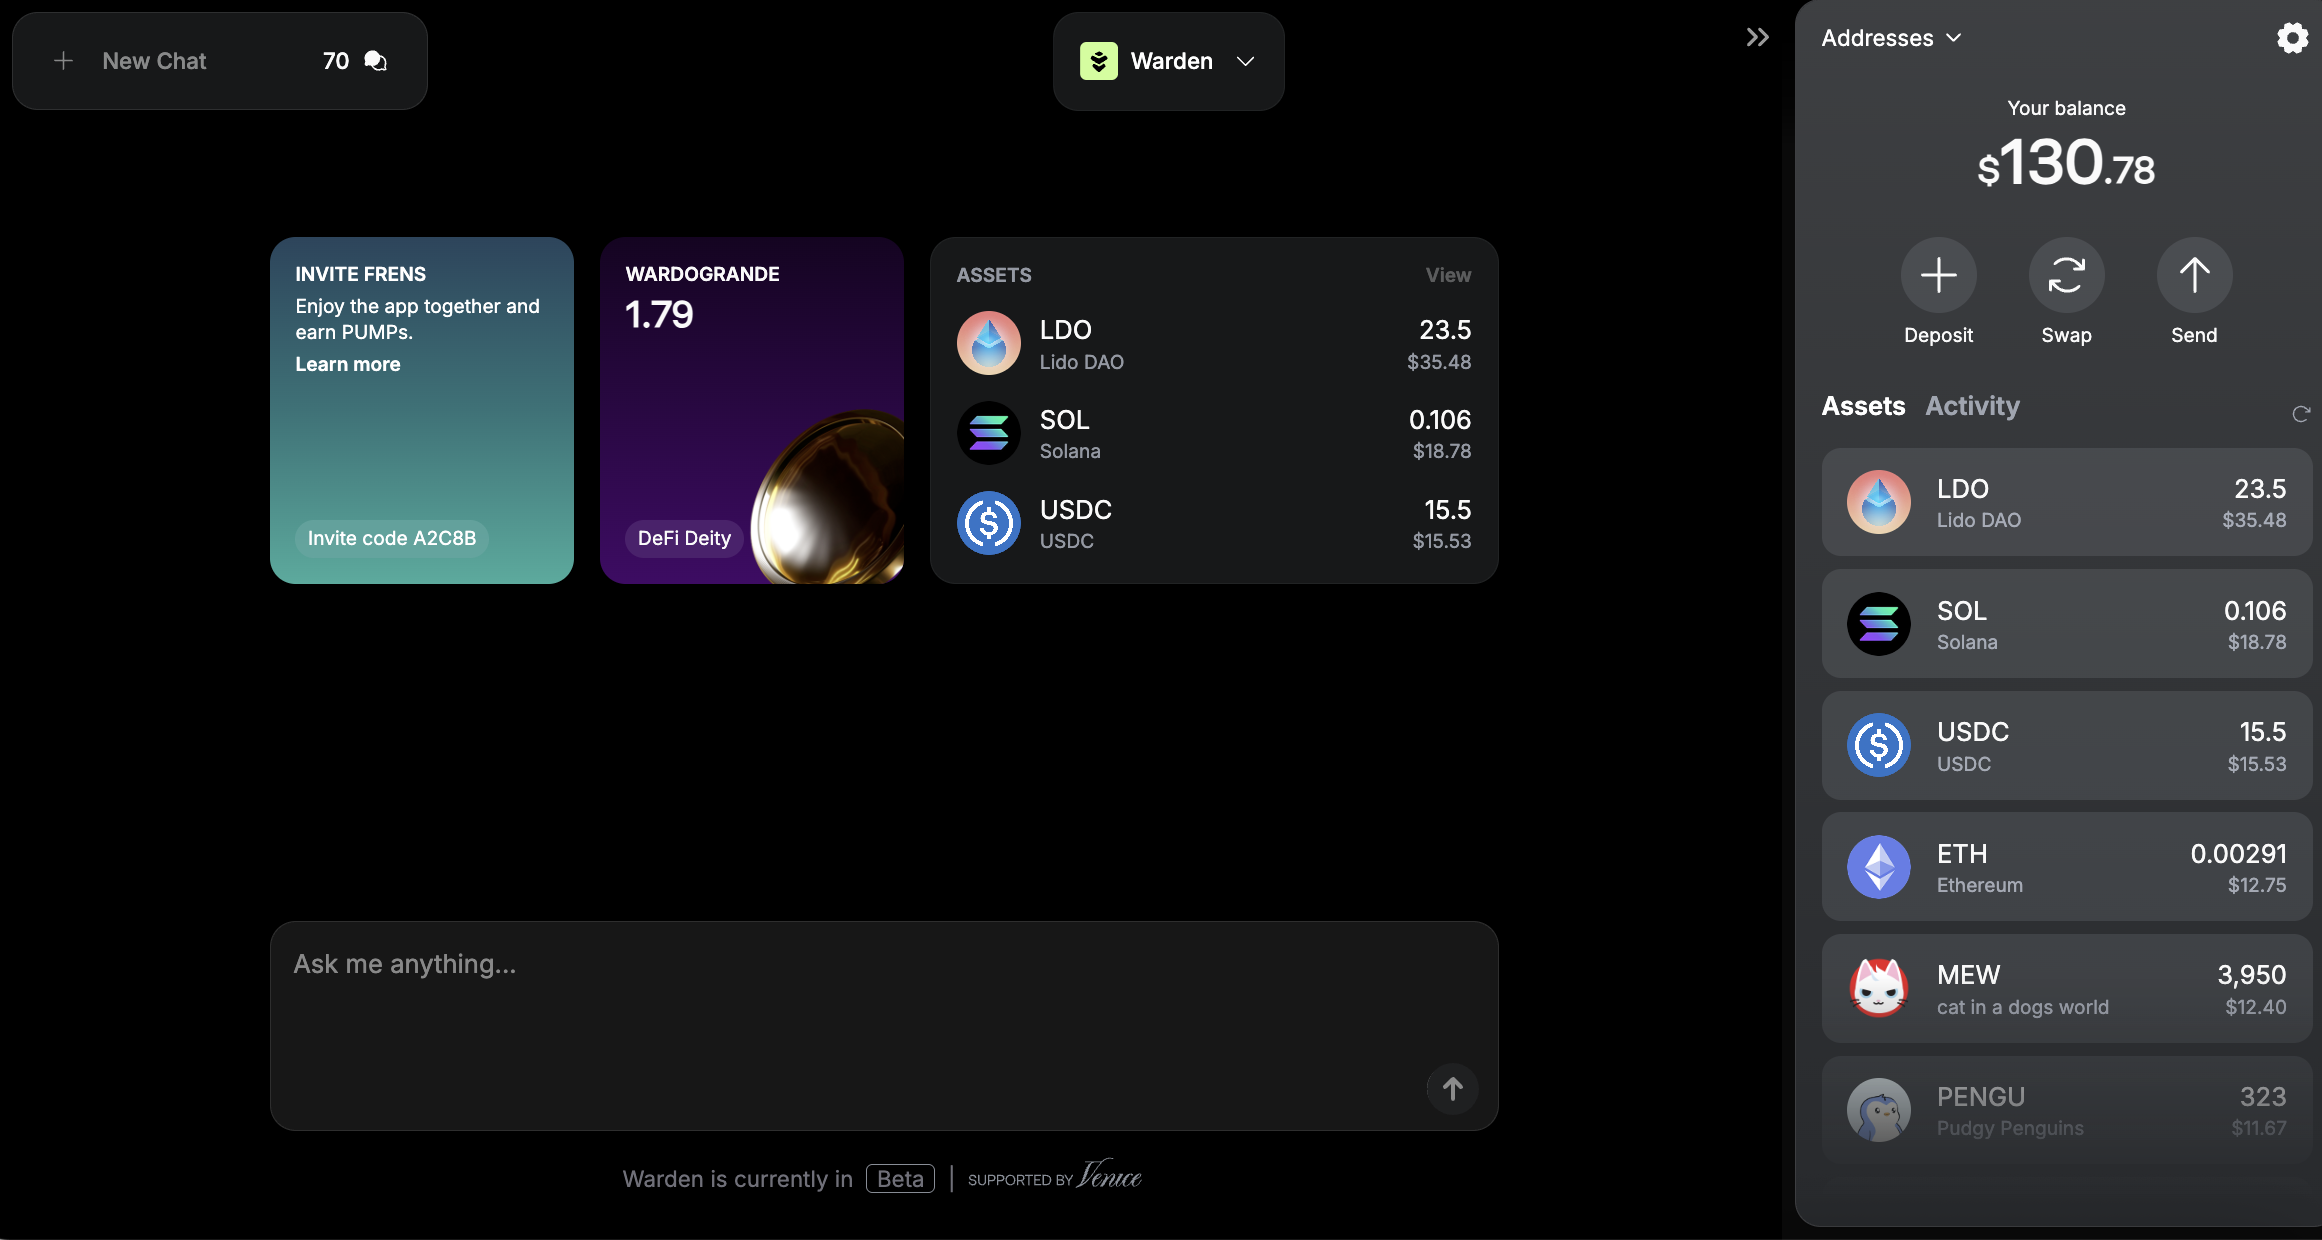 New Chat
70
Warden
INVITE FRENS
Enjoy the app together and
earn PUMPs.
Learn more
Invite code A2C8B
WARDOGRANDE
1.79
DeFi Deity
ASSETS
View
LDO
23.5
Lido DAO
$35.48
SOL
0.106
Solana
$18.78
USDC
15.5
USDC
$15.53
Ask me anything...
Warden is currently in Beta | SUPPORTED BY Venice
Addresses
Your balance
$130.78
Deposit
Swap
Send
Assets
Activity
LDO
23.5
Lido DAO
$35.48
SOL
0.106
Solana
$18.78
USDC
15.5
USDC
$15.53
ETH
0.00291
Ethereum
$12.75
MEW
3,950
cat in a dogs world
$12.40
PENGU
323
Pudgy Penguins
$11.67